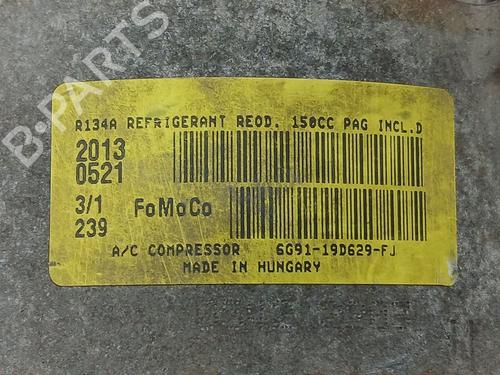 B-PARTS
R134A REFRIGERANT REQD. 150CC PAG INCL.D
2013
0521
3/1
239
FoMoCo
A/C COMPRESSOR 6G91-19D629-FJ
MADE IN HUNGARY